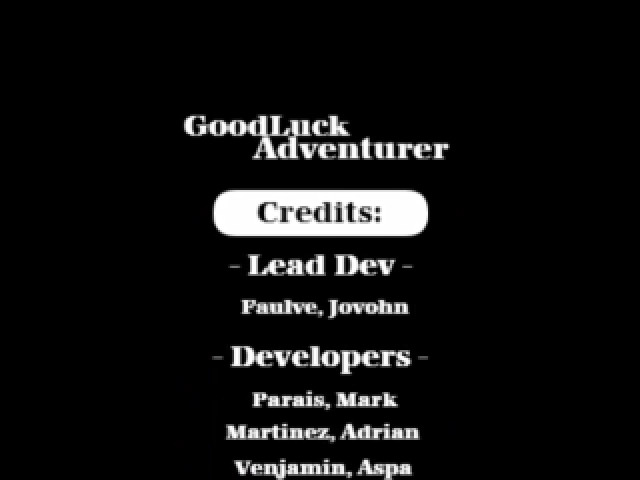 GoodLuck
Adventurer
Credits:
- Lead Dev -
Faulve, Jovohn
- Developers -
Parais, Mark
Martinez, Adrian
Venjamin, Aspa